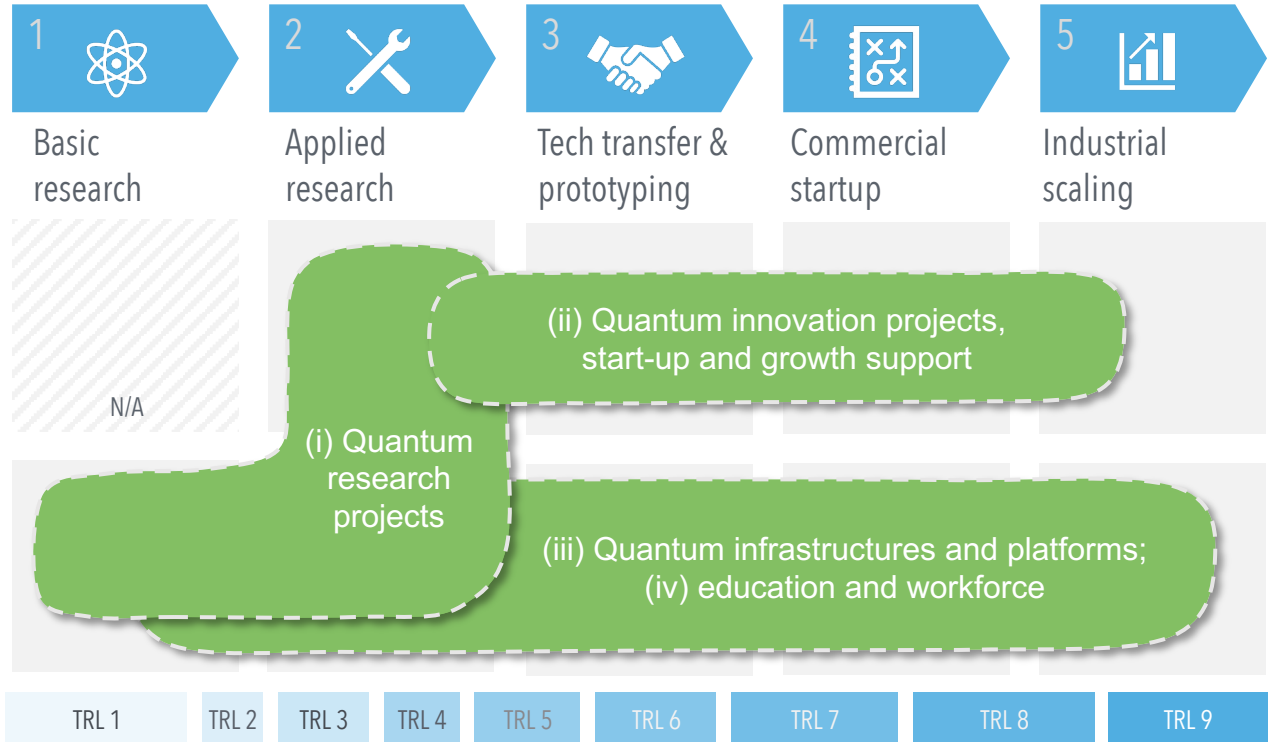 1
2
3
4
5
Basic
research
Applied
research
Tech transfer &
prototyping
Commercial
startup
Industrial
scaling
N/A
(i) Quantum
research
projects
(ii) Quantum innovation projects,
start-up and growth support
(iii) Quantum infrastructures and platforms;
(iv) education and workforce
TRL 1
TRL 2
TRL 3
TRL 4
TRL 5
TRL 6
TRL 7
TRL 8
TRL 9